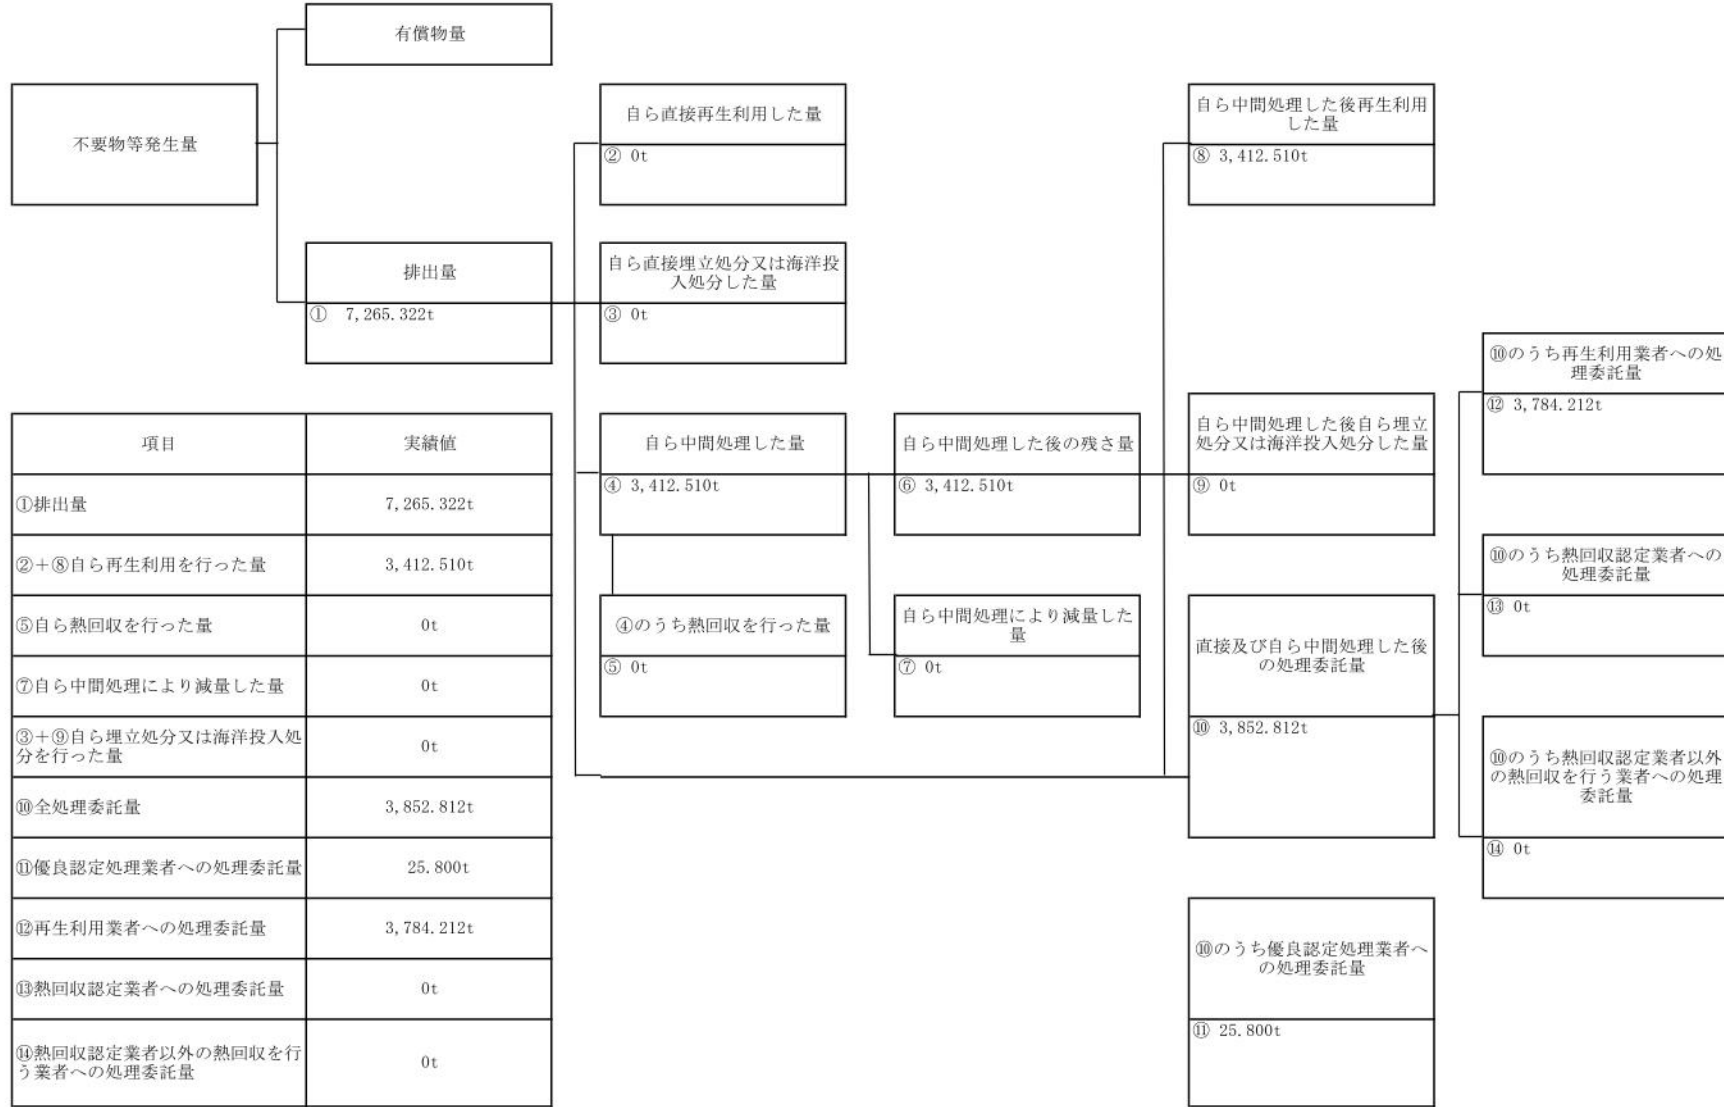 有償物量
不要物等発生量
自ら直接再生利用した量
② 0t
自ら中間処理した後再生利用
した量
⑧ 3,412.510t
排出量
① 7,265.322t
自ら直接埋立処分又は海洋投
入処分した量
③ 0t
⑩のうち再生利用業者への処
理委託量
⑫ 3,784.212t
自ら中間処理した量
④ 3,412.510t
自ら中間処理した後の残さ量
⑥ 3,412.510t
自ら中間処理した後自ら埋立
処分又は海洋投入処分した量
⑨ 0t
⑩のうち熱回収認定業者への
処理委託量
⑬ 0t
④のうち熱回収を行った量
⑤ 0t
自ら中間処理により減量した
量
⑦ 0t
直接及び自ら中間処理した後
の処理委託量
⑩ 3,852.812t
⑩のうち熱回収認定業者以外
の熱回収を行う業者への処理
委託量
⑭ 0t
⑩のうち優良認定処理業者へ
の処理委託量
⑪ 25.800t
項目 実績値
①排出量 7,265.322t
②+⑧自ら再生利用を行った量 3,412.510t
⑤自ら熱回収を行った量 0t
⑦自ら中間処理により減量した量 0t
③+⑨自ら埋立処分又は海洋投入処
分を行った量 0t
⑩全処理委託量 3,852.812t
⑪優良認定処理業者への処理委託量 25.800t
⑫再生利用業者への処理委託量 3,784.212t
⑬熱回収認定業者への処理委託量 0t
⑭熱回収認定業者以外の熱回収を行
う業者への処理委託量 0t